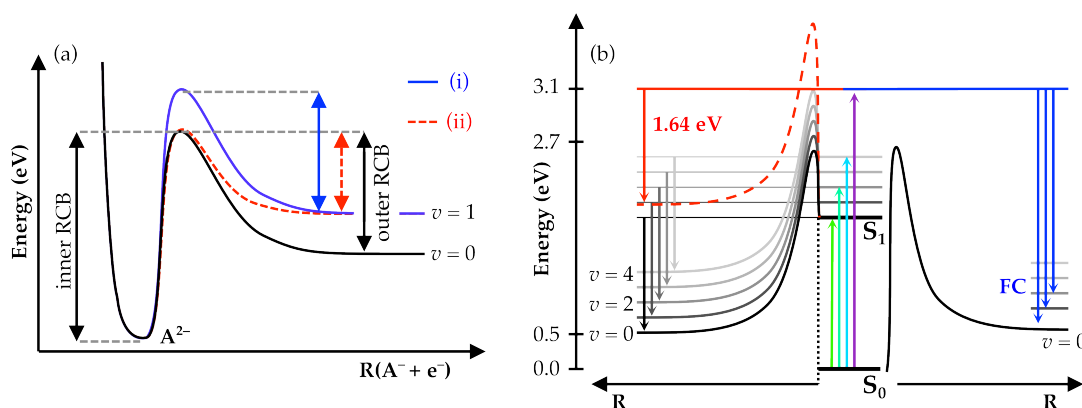 (a)
Energy (eV)
inner RCB
outer RCB
(i)
(ii)
v = 1
v = 0
A²⁻
R(A⁻ + e⁻)
(b)
Energy (eV)
3.1
2.7
0.5
0.0
1.64 eV
v = 4
v = 2
v = 0
S₁
S₀
FC
v = 0
R
R